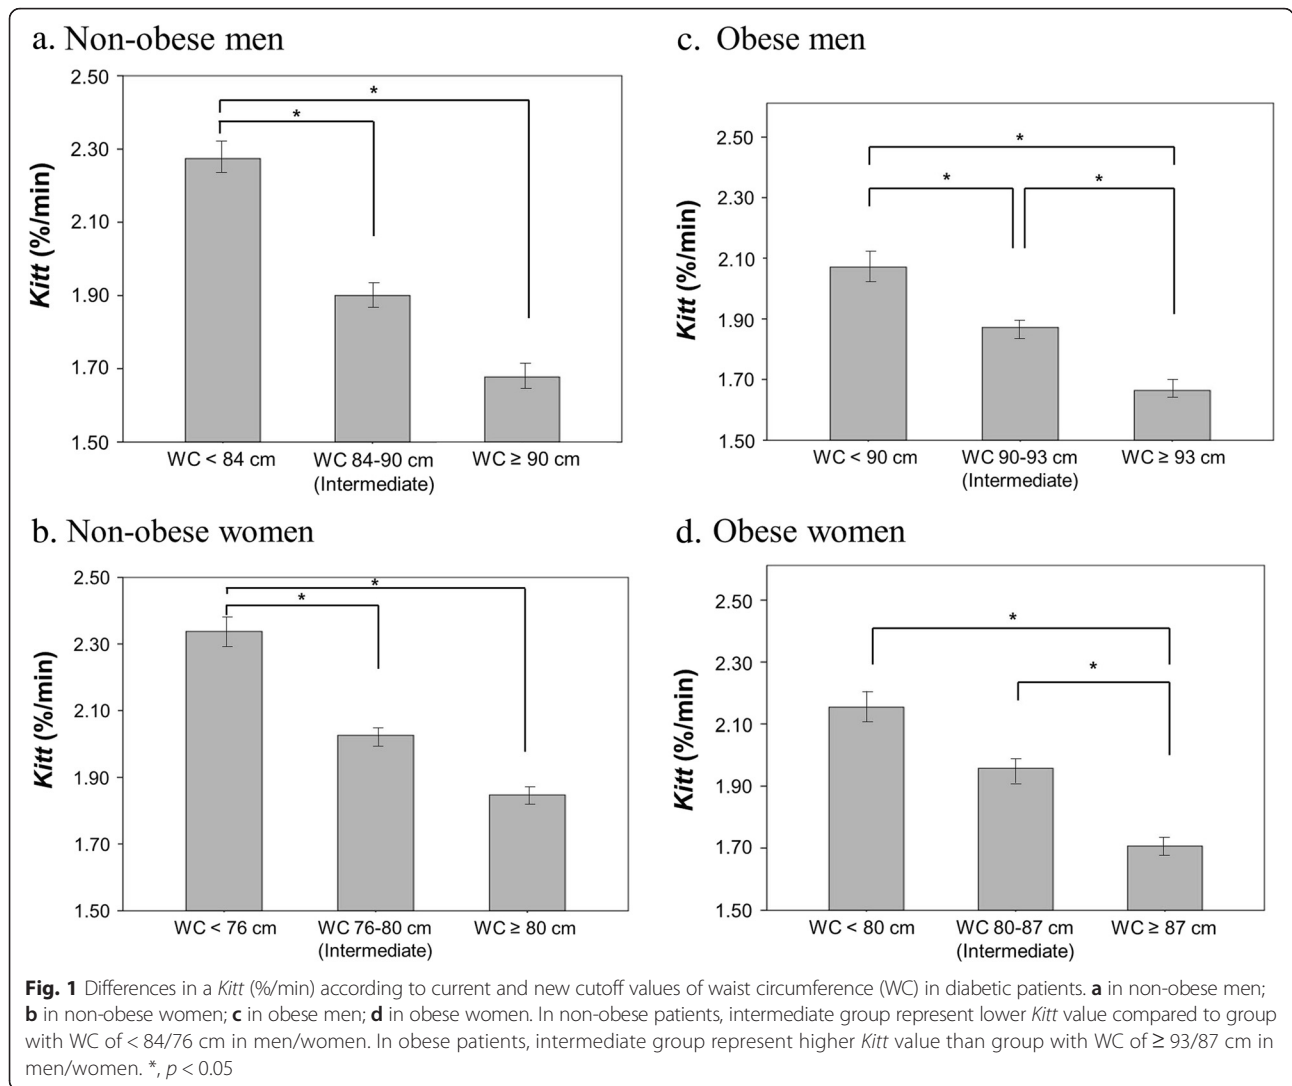 a. Non-obese men
2.50
2.30
2.10
1.90
1.70
1.50
Kitt (%/min)
*
*
WC < 84 cm
WC 84-90 cm
(Intermediate)
WC ≥ 90 cm
c. Obese men
2.50
2.30
2.10
1.90
1.70
1.50
Kitt (%/min)
*
*
*
WC < 90 cm
WC 90-93 cm
(Intermediate)
WC ≥ 93 cm
b. Non-obese women
2.50
2.30
2.10
1.90
1.70
1.50
Kitt (%/min)
*
*
WC < 76 cm
WC 76-80 cm
(Intermediate)
WC ≥ 80 cm
d. Obese women
2.50
2.30
2.10
1.90
1.70
1.50
Kitt (%/min)
*
*
WC < 80 cm
WC 80-87 cm
(Intermediate)
WC ≥ 87 cm
Fig. 1 Differences in a Kitt (%/min) according to current and new cutoff values of waist circumference (WC) in diabetic patients. a in non-obese men;
b in non-obese women; c in obese men; d in obese women. In non-obese patients, intermediate group represent lower Kitt value compared to group
with WC of < 84/76 cm in men/women. In obese patients, intermediate group represent higher Kitt value than group with WC of ≥ 93/87 cm in
men/women. *, p < 0.05